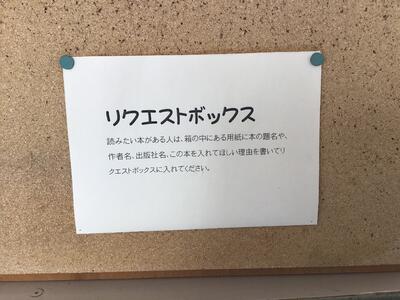 リクエストボックス
読みたい本がある人は、箱の中にある用紙に本の題名や、
作者名、出版社名、この本を入れてほしい理由を書いてリ
クエストボックスに入れてください。